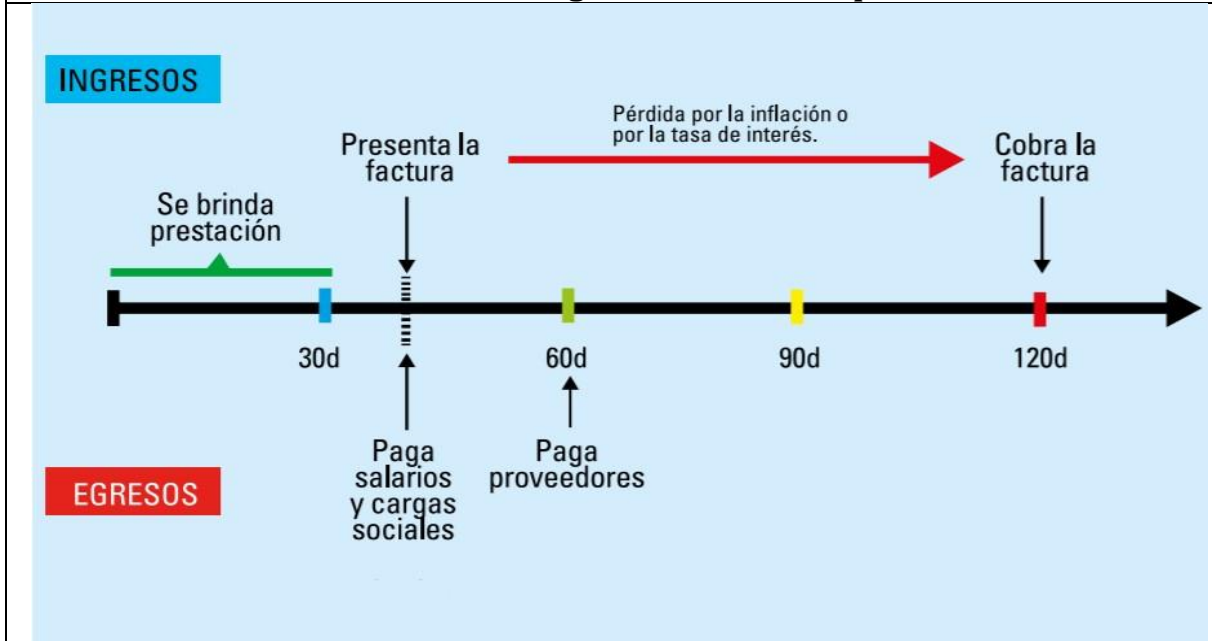 INGRESOS
Pérdida por la inflación o
por la tasa de interés.
Presenta la
factura
Cobra la
factura
Se brinda
prestación
30d
60d
90d
120d
Paga
salarios
y cargas
sociales
Paga
proveedores
EGRESOS